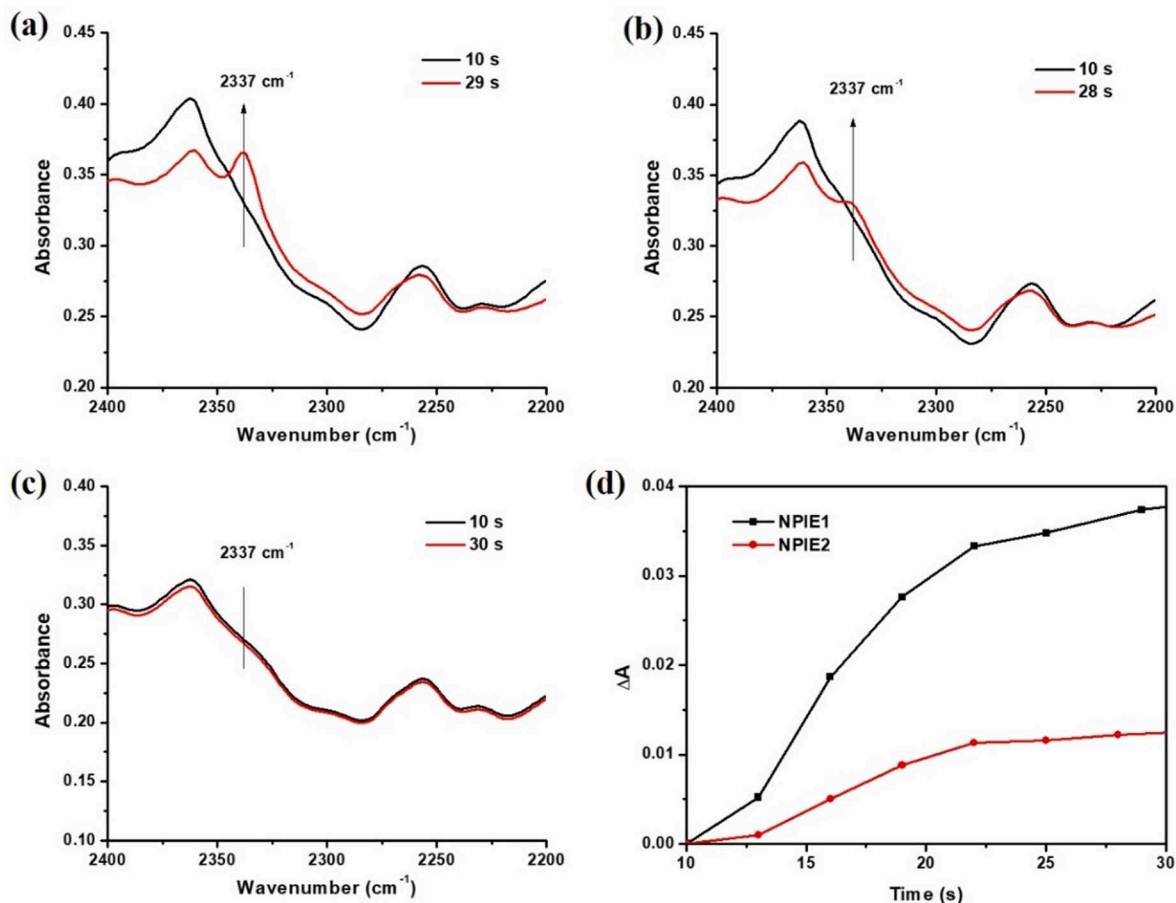 (a)
0.45
0.40
0.35
0.30
0.25
0.20
Absorbance
10 s
29 s
2337 cm⁻¹
2400
2350
2300
2250
2200
Wavenumber (cm⁻¹)
(b)
0.45
0.40
0.35
0.30
0.25
0.20
Absorbance
10 s
28 s
2337 cm⁻¹
2400
2350
2300
2250
2200
Wavenumber (cm⁻¹)
(c)
0.40
0.35
0.30
0.25
0.20
0.15
0.10
Absorbance
10 s
30 s
2337 cm⁻¹
2400
2350
2300
2250
2200
Wavenumber (cm⁻¹)
(d)
0.04
0.03
0.02
0.01
0.00
ΔA
NPIE1
NPIE2
10
15
20
25
30
Time (s)